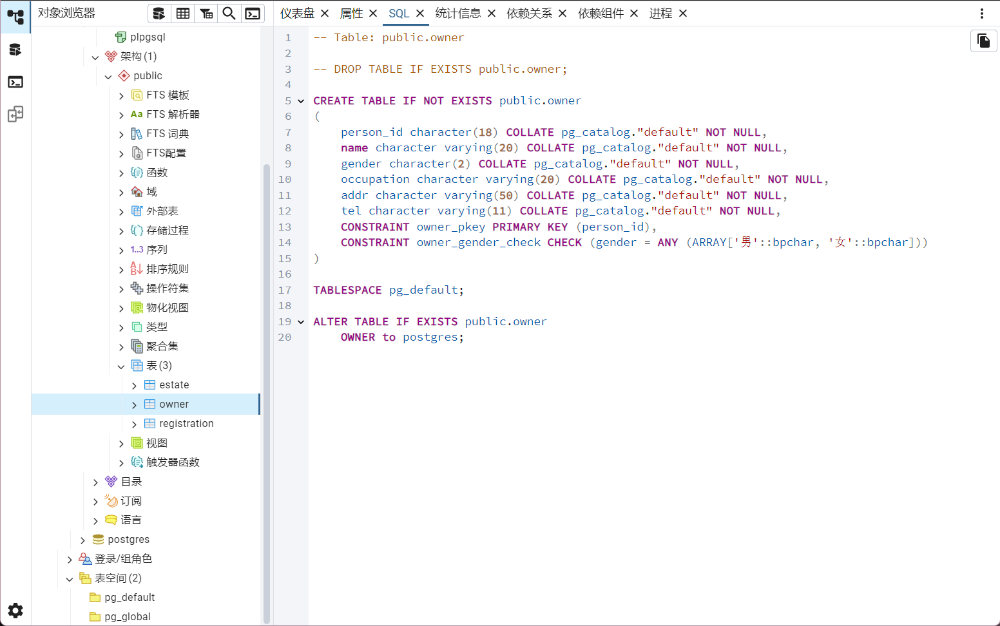 对象浏览器
仪表盘 属性 SQL 统计信息 依赖关系 依赖组件 进程
plpgsql
架构 (1)
public
FTS 模板
Aa FTS 解析器
FTS 词典
FTS配置
函数
域
外部表
存储过程
1..3 序列
排序规则
操作符集
物化视图
类型
聚合集
表 (3)
estate
owner
registration
视图
触发器函数
目录
订阅
语言
postgres
登录/组角色
表空间 (2)
pg_default
pg_global
1 -- Table: public.owner
2
3 -- DROP TABLE IF EXISTS public.owner;
4
5 CREATE TABLE IF NOT EXISTS public.owner
6 (
7 person_id character(18) COLLATE pg_catalog."default" NOT NULL,
8 name character varying(20) COLLATE pg_catalog."default" NOT NULL,
9 gender character(2) COLLATE pg_catalog."default" NOT NULL,
10 occupation character varying(20) COLLATE pg_catalog."default" NOT NULL,
11 addr character varying(50) COLLATE pg_catalog."default" NOT NULL,
12 tel character varying(11) COLLATE pg_catalog."default" NOT NULL,
13 CONSTRAINT owner_pkey PRIMARY KEY (person_id),
14 CONSTRAINT owner_gender_check CHECK (gender = ANY (ARRAY['男'::bpchar, '女'::bpchar]))
15 )
16
17 TABLESPACE pg_default;
18
19 ALTER TABLE IF EXISTS public.owner
20 OWNER to postgres;